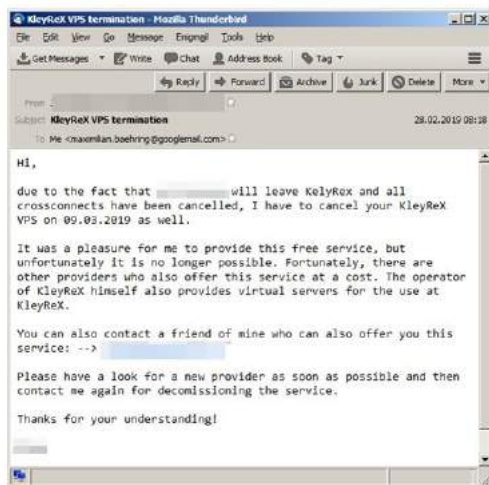 KleyReX VPS termination - Mozilla Thunderbird
File Edit View Go Message Enigmail Tools Help
Get Messages Write Chat Address Book Tag
Reply Forward Archive Junk Delete More
From
Subject KleyReX VPS termination 28.02.2019 08:18
To Me <maximilian.baehring@googlemail.com>
Hi,
due to the fact that will leave KelyRex and all
crossconnects have been cancelled, I have to cancel your KleyReX
VPS on 09.03.2019 as well.
It was a pleasure for me to provide this free service, but
unfortunately it is no longer possible. Fortunately, there are
other providers who also offer this service at a cost. The operator
of KleyReX himself also provides virtual servers for the use at
KleyReX.
You can also contact a friend of mine who can also offer you this
service: -->
Please have a look for a new provider as soon as possible and then
contact me again for decomissioning the service.
Thanks for your understanding!